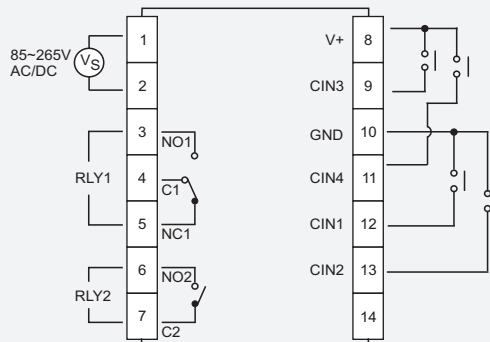 85~265V
AC/DC
VS
1
2
3
4
5
6
7
RLY1
RLY2
NO1
C1
NC1
NO2
C2
V+
CIN3
GND
CIN4
CIN1
CIN2
8
9
10
11
12
13
14